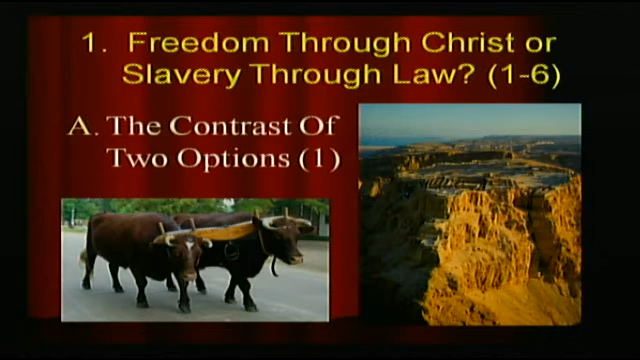 1. Freedom Through Christ or
Slavery Through Law? (1-6)
A. The Contrast Of
Two Options (1)